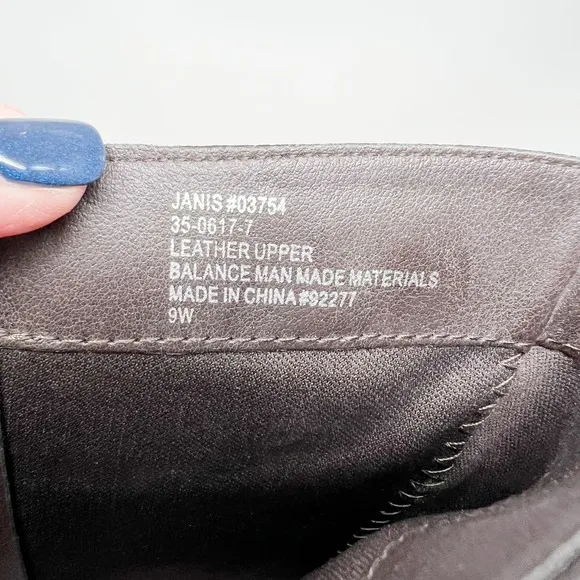 JANIS #03754
35-0617-7
LEATHER UPPER
BALANCE MAN MADE MATERIALS
MADE IN CHINA #92277
9W